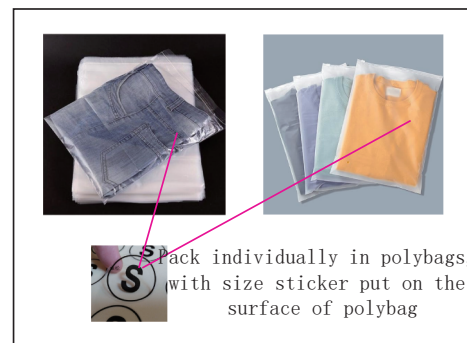 S
S
Pack individually in polybags,
with size sticker put on the
surface of polybag